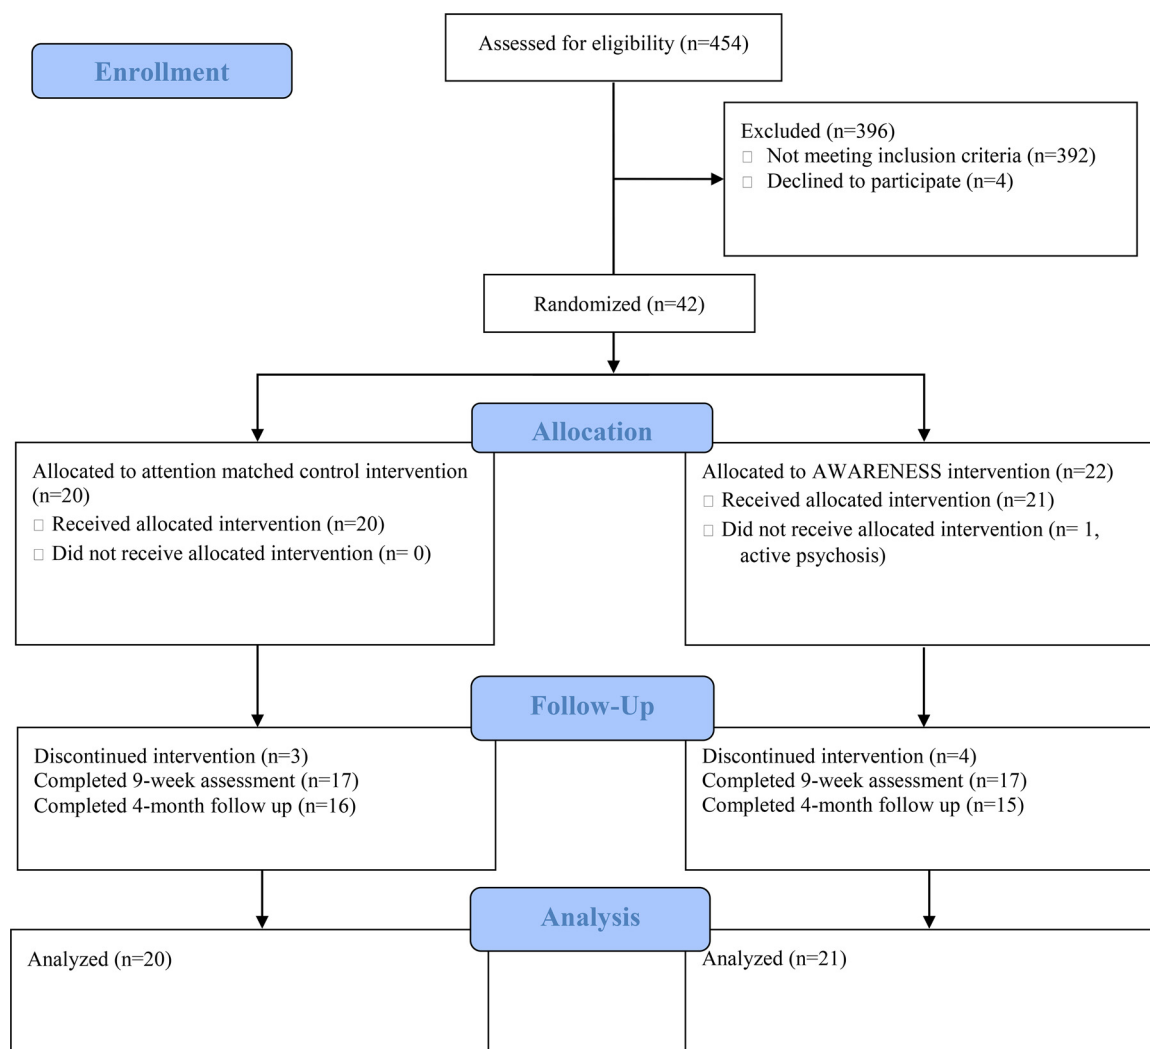 Assessed for eligibility (n=454)
Enrollment
Excluded (n=396)
Not meeting inclusion criteria (n=392)
Declined to participate (n=4)
Randomized (n=42)
Allocation
Allocated to attention matched control intervention
(n=20)
Received allocated intervention (n=20)
Did not receive allocated intervention (n= 0)
Allocated to AWARENESS intervention (n=22)
Received allocated intervention (n=21)
Did not receive allocated intervention (n= 1,
active psychosis)
Follow-Up
Discontinued intervention (n=3)
Completed 9-week assessment (n=17)
Completed 4-month follow up (n=16)
Discontinued intervention (n=4)
Completed 9-week assessment (n=17)
Completed 4-month follow up (n=15)
Analysis
Analyzed (n=20)
Analyzed (n=21)